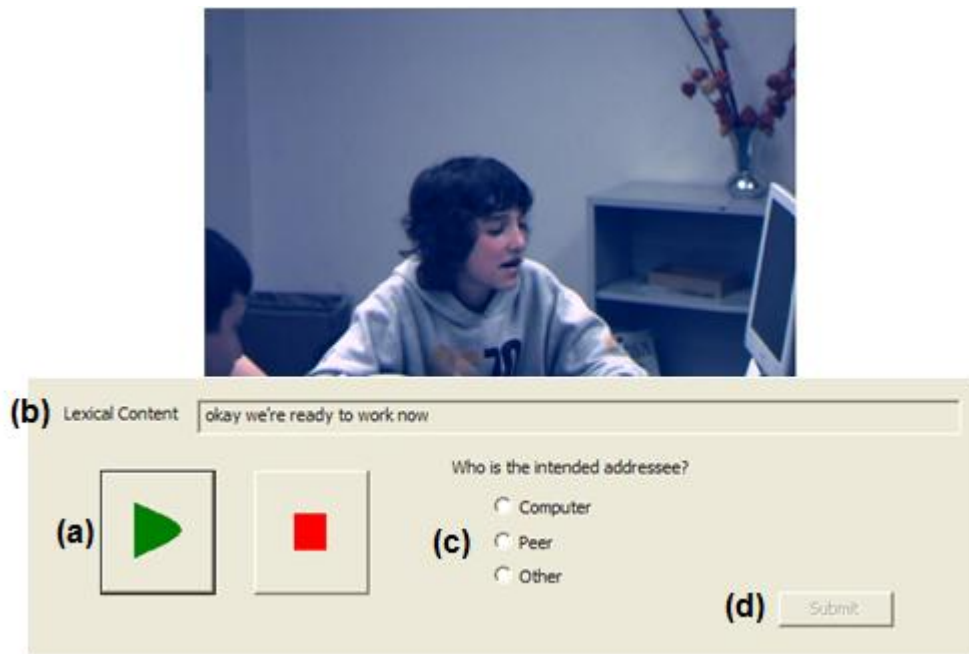 (b) Lexical Content okay we're ready to work now
Who is the intended addressee?
Computer
(a) (c) Peer
Other
(d) Submit